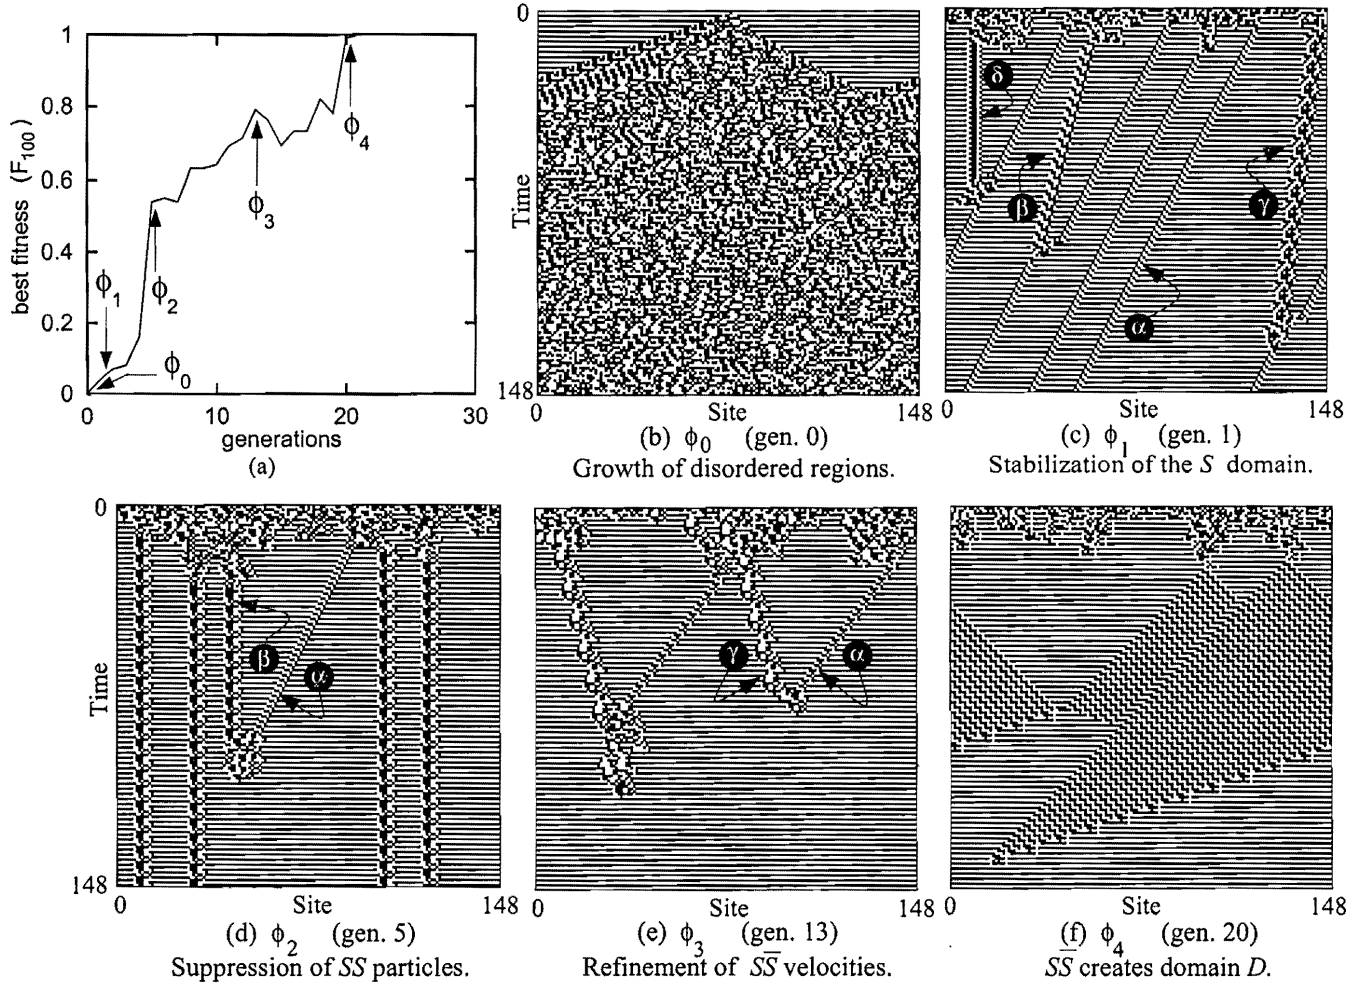 best fitness (F100)
1
0.8
0.6
0.4
0.2
0
ϕ1
ϕ2
ϕ0
ϕ3
ϕ4
0 10 20 30
generations
(a)
0
Time
148
0 Site 148
(b) ϕ0 (gen. 0)
Growth of disordered regions.
δ
β
γ
α
0 Site 148
(c) ϕ1 (gen. 1)
Stabilization of the S domain.
0
Time
148
β
α
0 Site 148
(d) ϕ2 (gen. 5)
Suppression of SS particles.
γ
α
0 Site 148
(e) ϕ3 (gen. 13)
Refinement of SS̅ velocities.
0 Site 148
(f) ϕ4 (gen. 20)
SS̅ creates domain D.